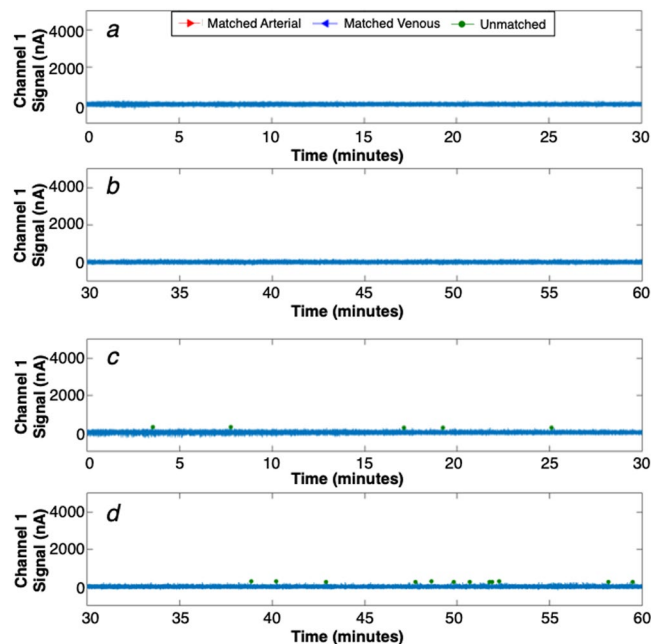 Matched Arterial Matched Venous Unmatched
a
Channel 1
Signal (nA)
4000
2000
0
0 5 10 15 20 25 30
Time (minutes)
b
Channel 1
Signal (nA)
4000
2000
0
30 35 40 45 50 55 60
Time (minutes)
c
Channel 1
Signal (nA)
4000
2000
0
0 5 10 15 20 25 30
Time (minutes)
d
Channel 1
Signal (nA)
4000
2000
0
30 35 40 45 50 55 60
Time (minutes)